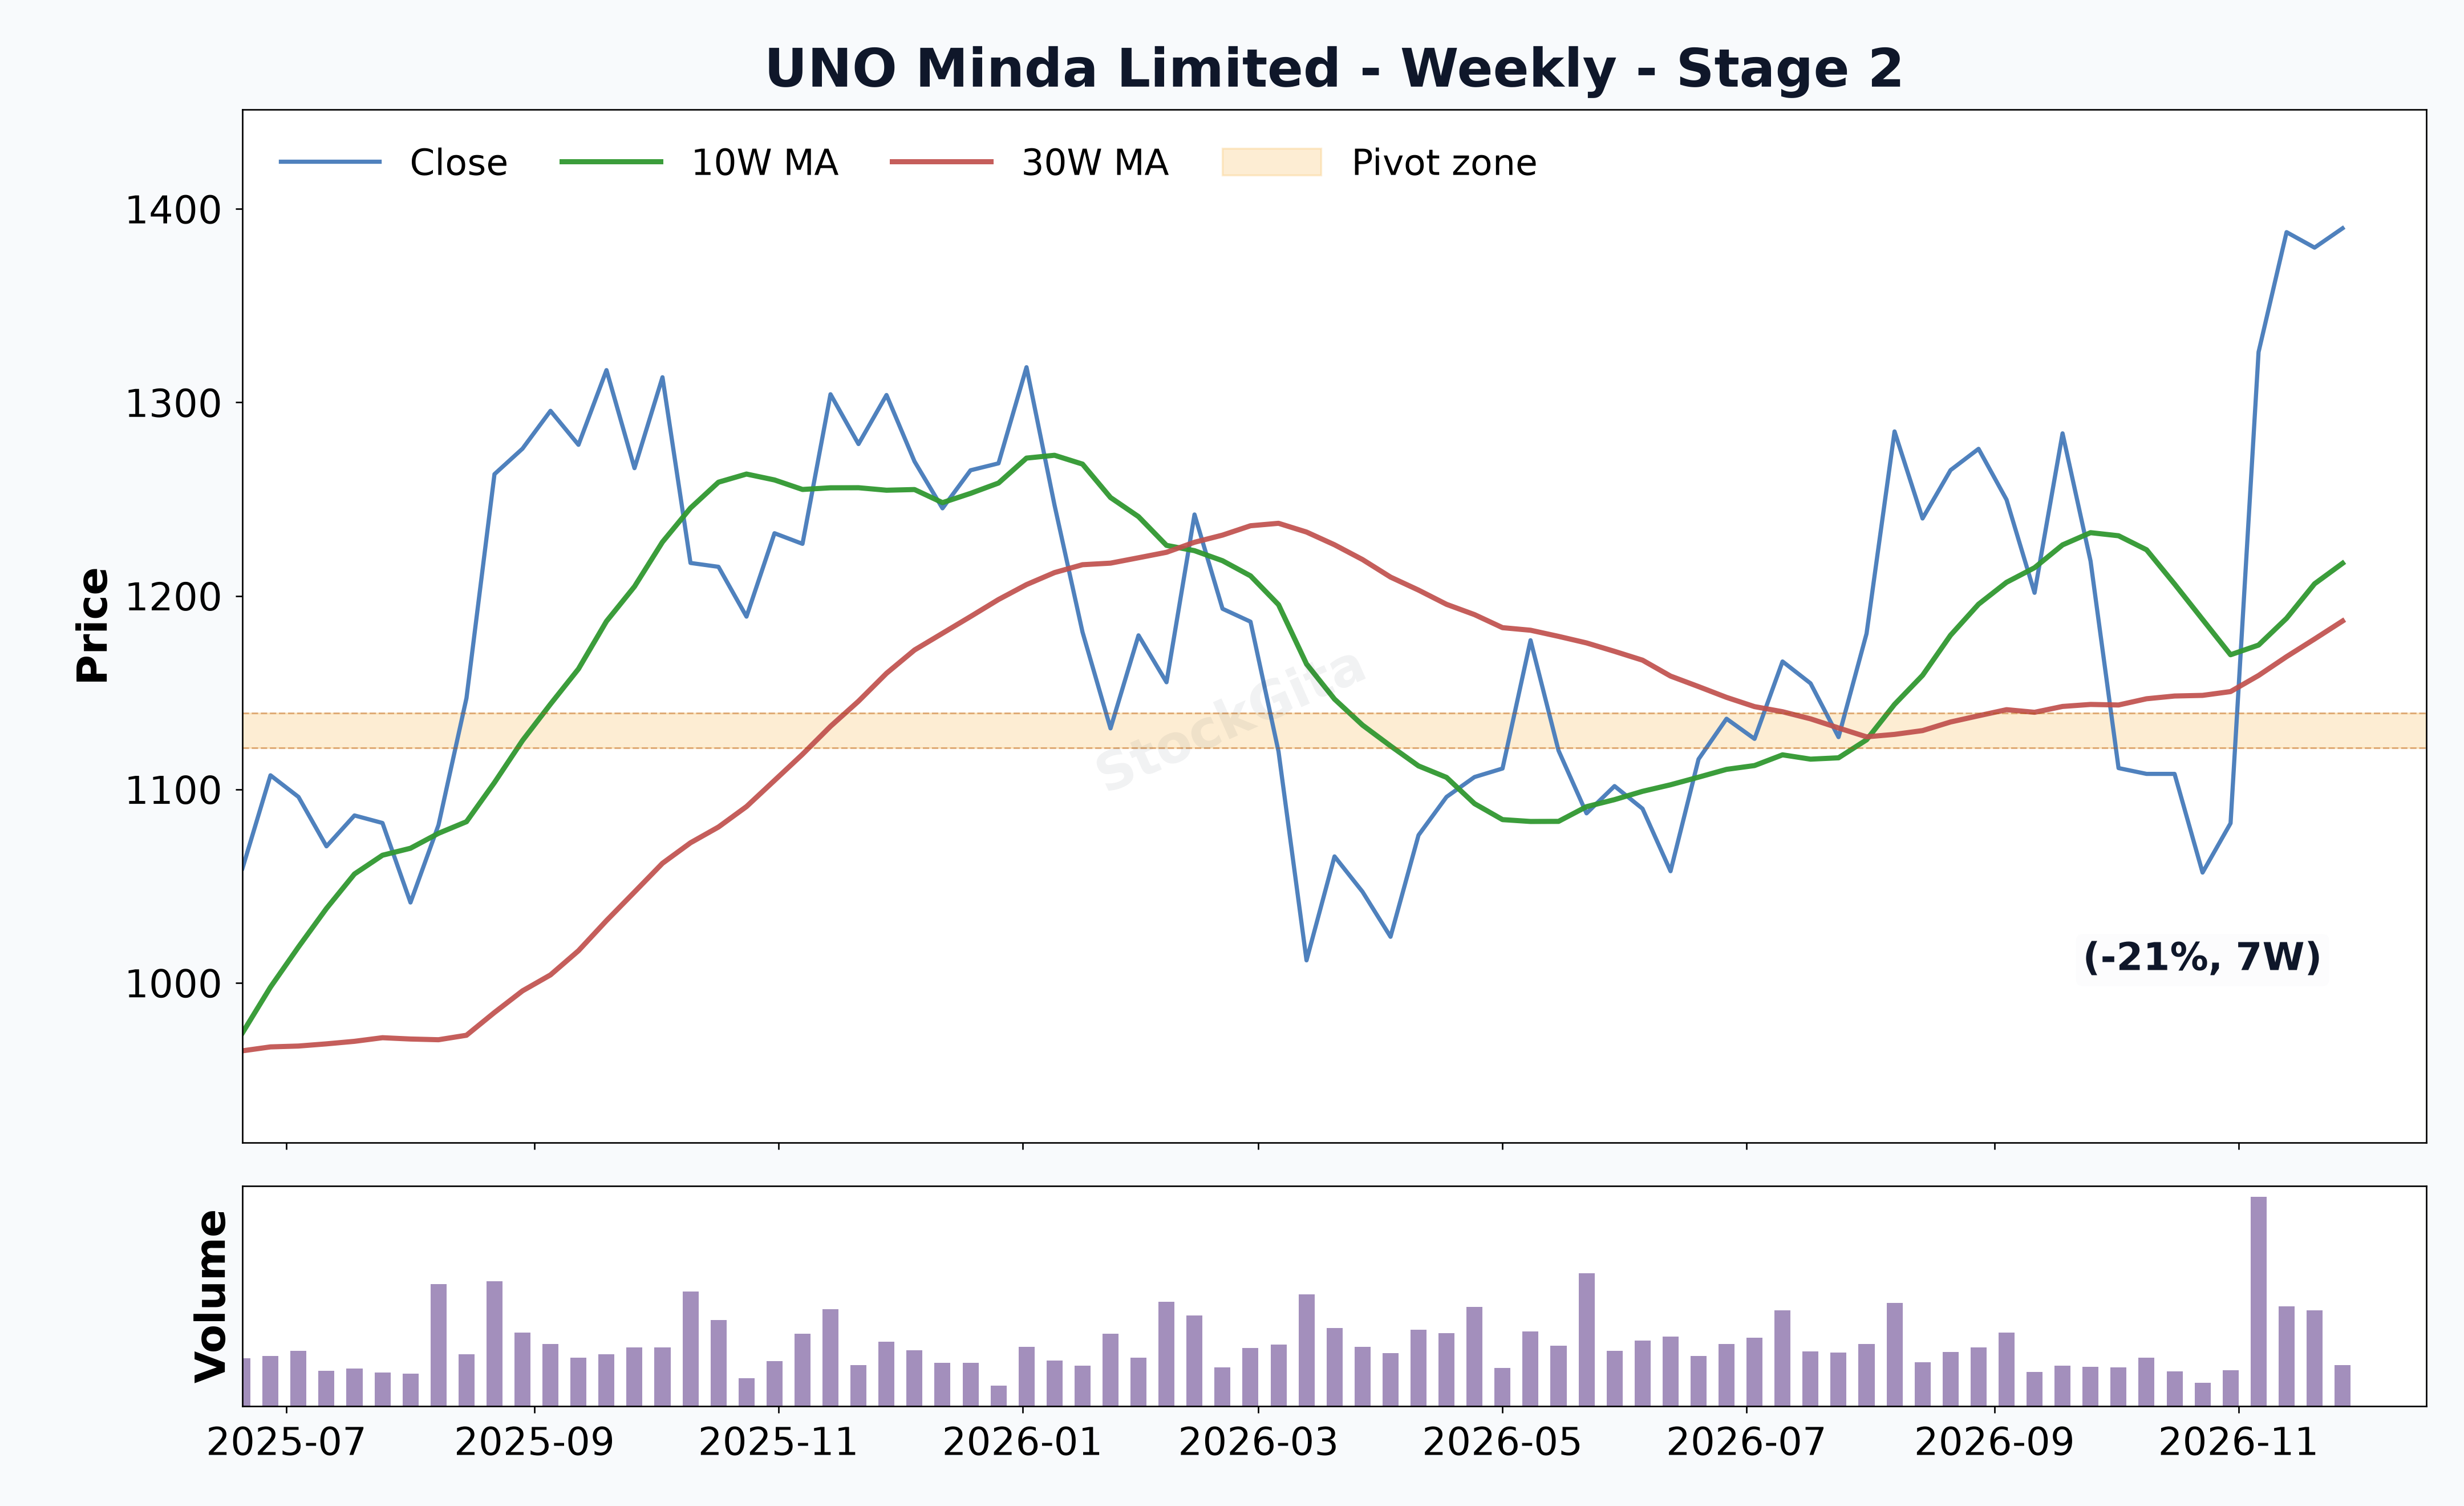 UNO Minda Limited - Weekly - Stage 2
Close 10W MA 30W MA Pivot zone
Price
1400
1300
1200
1100
1000
StockGita
(-21%, 7W)
Volume
2025-07 2025-09 2025-11 2026-01 2026-03 2026-05 2026-07 2026-09 2026-11